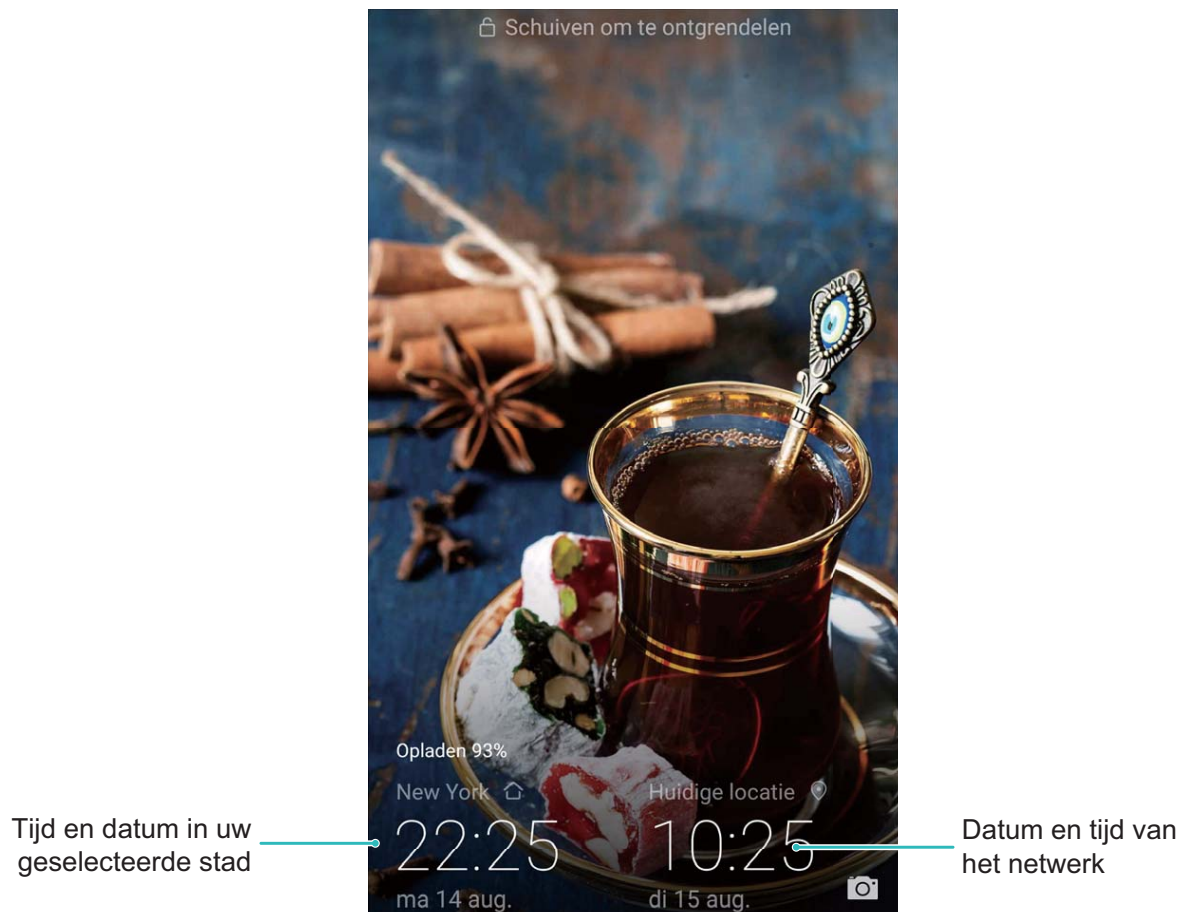 Schuiven om te ontgrendelen
Opladen 93%
New York
Huidige locatie
22:25
10:25
ma 14 aug.
di 15 aug.
Tijd en datum in uw
geselecteerde stad
Datum en tijd van
het netwerk